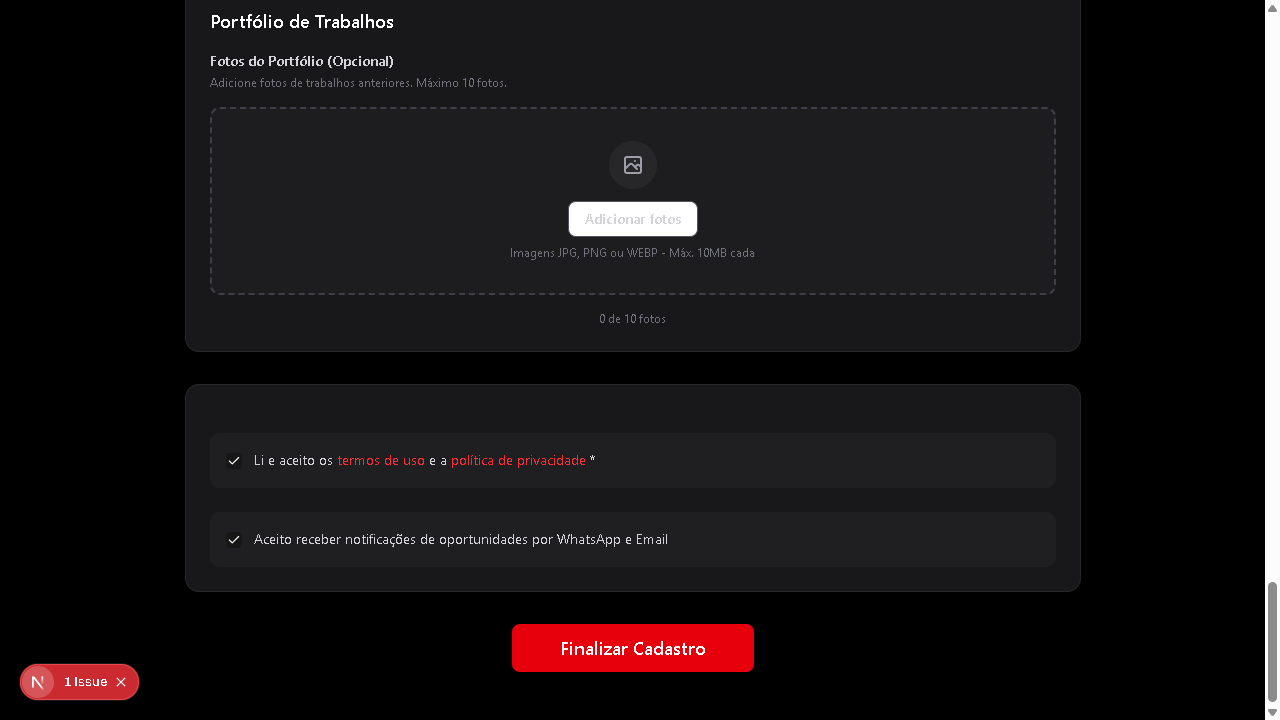 Portfólio de Trabalhos
Fotos do Portfólio (Opcional)
Adicione fotos de trabalhos anteriores. Máximo 10 fotos.
Adicionar fotos
Imagens JPG, PNG ou WEBP - Máx. 10MB cada
0 de 10 fotos
Li e aceito os termos de uso e a política de privacidade *
Aceito receber notificações de oportunidades por WhatsApp e Email
Finalizar Cadastro
N 1 Issue